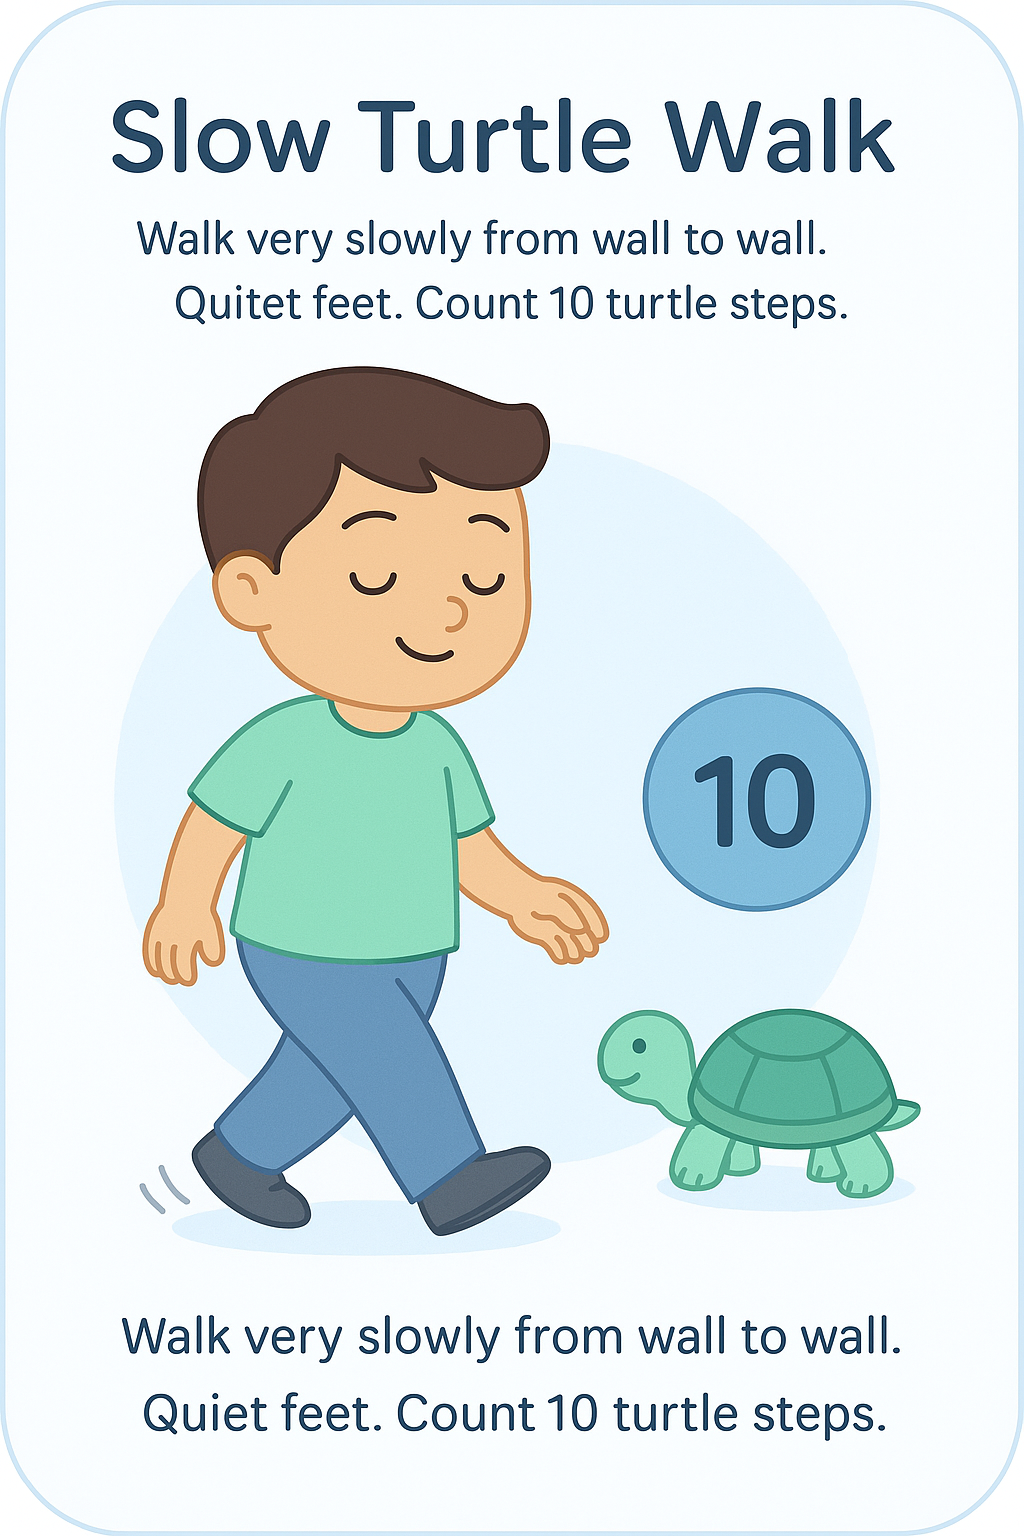 Slow Turtle Walk
Walk very slowly from wall to wall.
Quitet feet. Count 10 turtle steps.
10
Walk very slowly from wall to wall.
Quiet feet. Count 10 turtle steps.